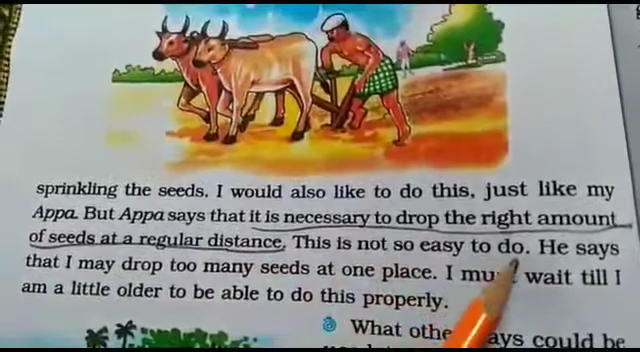 sprinkling the seeds. I would also like to do this, just like my
Appa. But Appa says that it is necessary to drop the right amount
of seeds at a regular distance. This is not so easy to do. He says
that I may drop too many seeds at one place. I wait till I
am a little older to be able to do this properly.
What could be